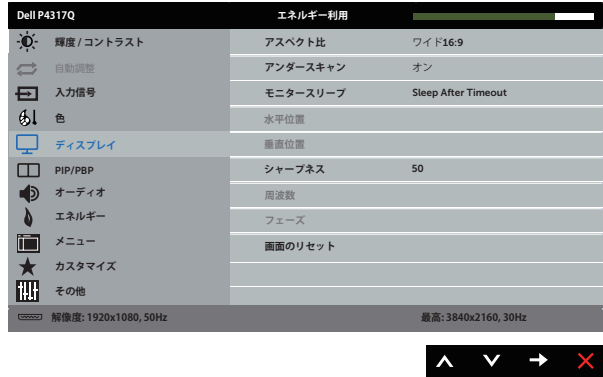 Dell P4317Q
エネルギー利用
輝度 / コントラスト
アスペクト比
ワイド16:9
自動調整
アンダースキャン
オン
入力信号
モニタースリープ
Sleep After Timeout
色
水平位置
ディスプレイ
垂直位置
PIP/PBP
シャープネス
50
オーディオ
周波数
エネルギー
フェーズ
メニュー
画面のリセット
カスタマイズ
その他
解像度: 1920x1080, 50Hz
最高: 3840x2160, 30Hz